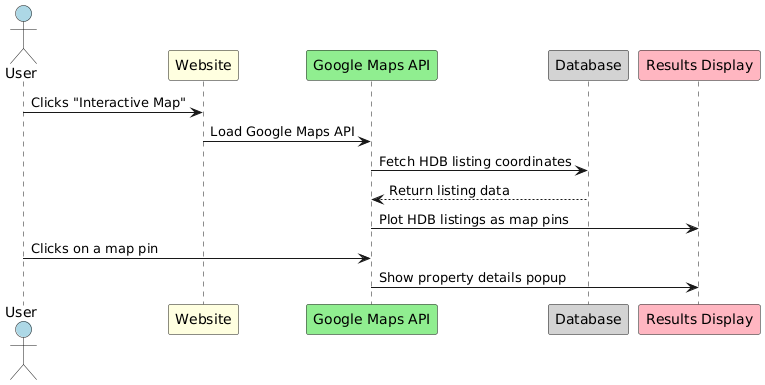 User
Website
Google Maps API
Database
Results Display
Clicks "Interactive Map"
Load Google Maps API
Fetch HDB listing coordinates
Return listing data
Plot HDB listings as map pins
Clicks on a map pin
Show property details popup
User
Website
Google Maps API
Database
Results Display